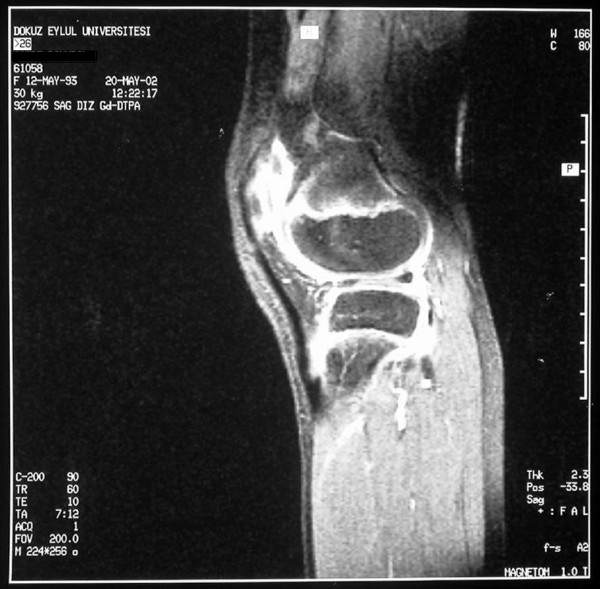 DOKUZ EYLUL UNIVERSITESI
>26
61058
F 12-MAY-93 20-MAY-02
30 kg 12:22:17
927756 SAG DIZ Gd-DTPA
W 166
C 80
P
C-200 90
TR 60
TE 10
TA 7:12
ACQ 1
FOV 200.0
M 224*256 o
Thk 2.3
Pos -33.8
Sag
+ : F A L
f-s A2
MAGNETOM 1.0 T